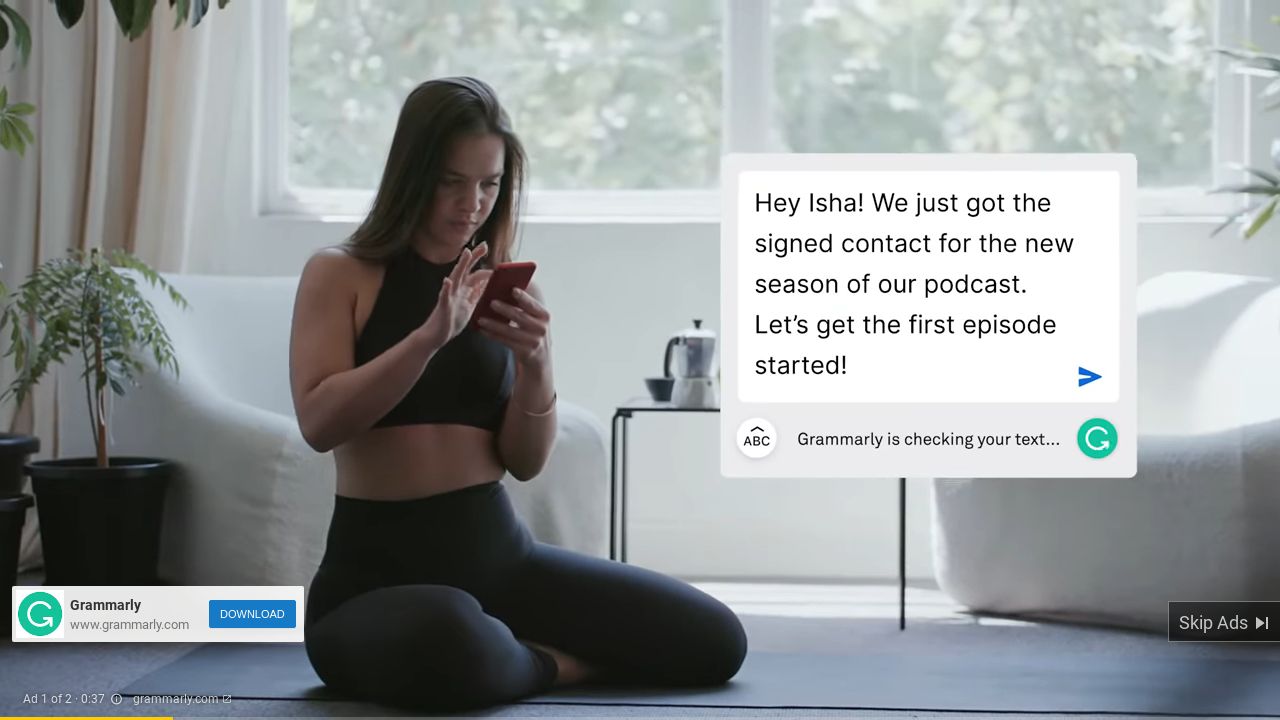 Hey Isha! We just got the
signed contact for the new
season of our podcast.
Let’s get the first episode
started!
ABC
Grammarly is checking your text...
Grammarly
www.grammarly.com
DOWNLOAD
Skip Ads
Ad 1 of 2 · 0:37
grammarly.com